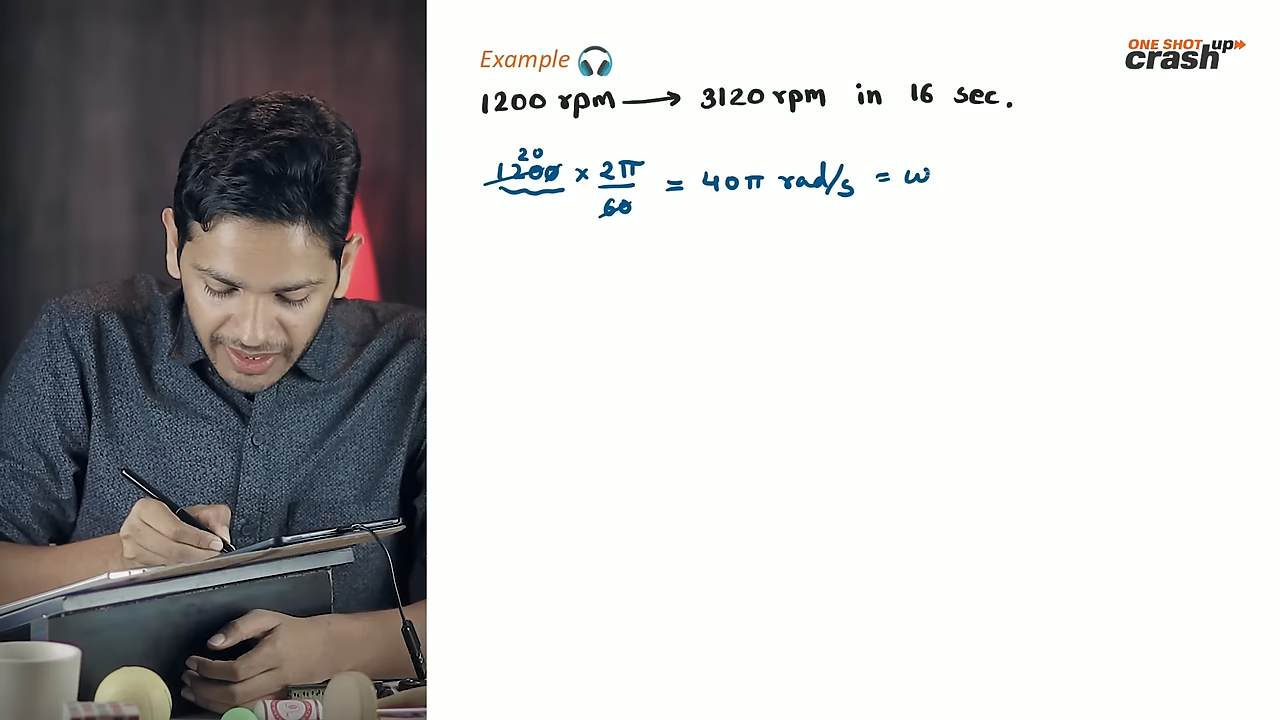 Example
ONE SHOT up
crash
1200 rpm → 3120 rpm in 16 sec.
20
1200 × 2π/60 = 40π rad/s = ω